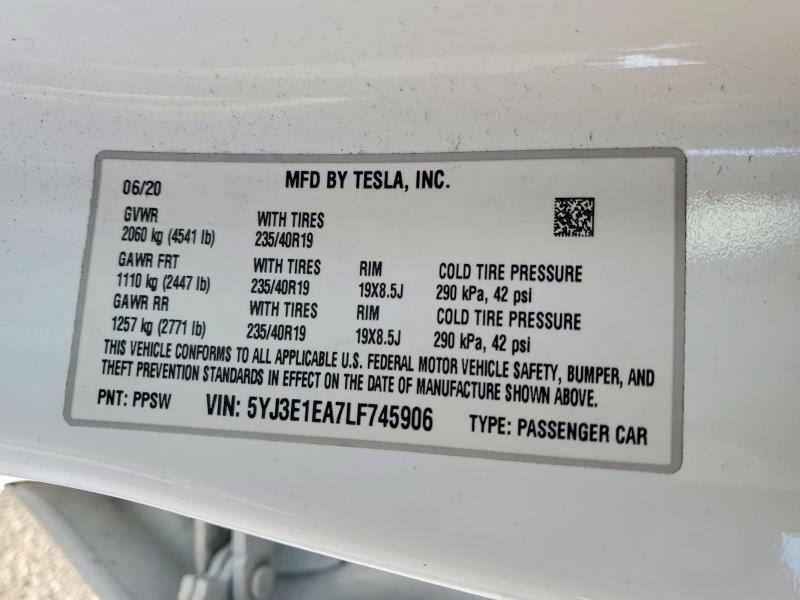 06/20 MFD BY TESLA, INC.
GVWR WITH TIRES
2060 kg (4541 lb) 235/40R19
GAWR FRT WITH TIRES RIM COLD TIRE PRESSURE
1110 kg (2447 lb) 235/40R19 19X8.5J 290 kPa, 42 psi
GAWR RR WITH TIRES RIM COLD TIRE PRESSURE
1257 kg (2771 lb) 235/40R19 19X8.5J 290 kPa, 42 psi
THIS VEHICLE CONFORMS TO ALL APPLICABLE U.S. FEDERAL MOTOR VEHICLE SAFETY, BUMPER, AND
THEFT PREVENTION STANDARDS IN EFFECT ON THE DATE OF MANUFACTURE SHOWN ABOVE.
PNT: PPSW VIN: 5YJ3E1EA7LF745906 TYPE: PASSENGER CAR